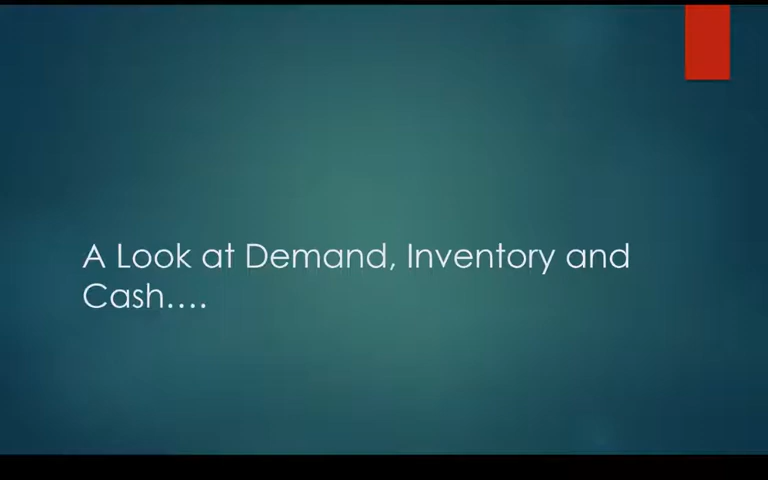 A Look at Demand, Inventory and
Cash....